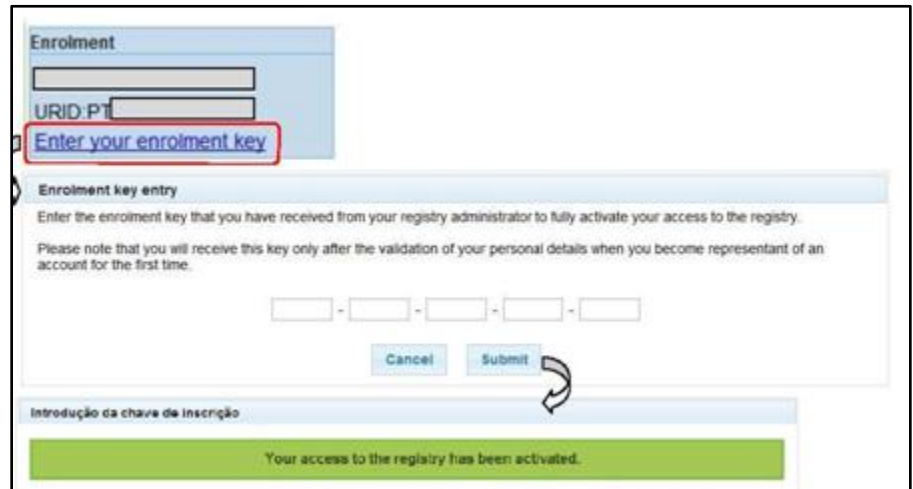 Enrolment
URID:PT
Enter your enrolment key
Enrolment key entry
Enter the enrolment key that you have received from your registry administrator to fully activate your access to the registry.
Please note that you will receive this key only after the validation of your personal details when you become representant of an
account for the first time.
- - - -
Cancel Submit
Introdução da chave de inscrição
Your access to the registry has been activated.